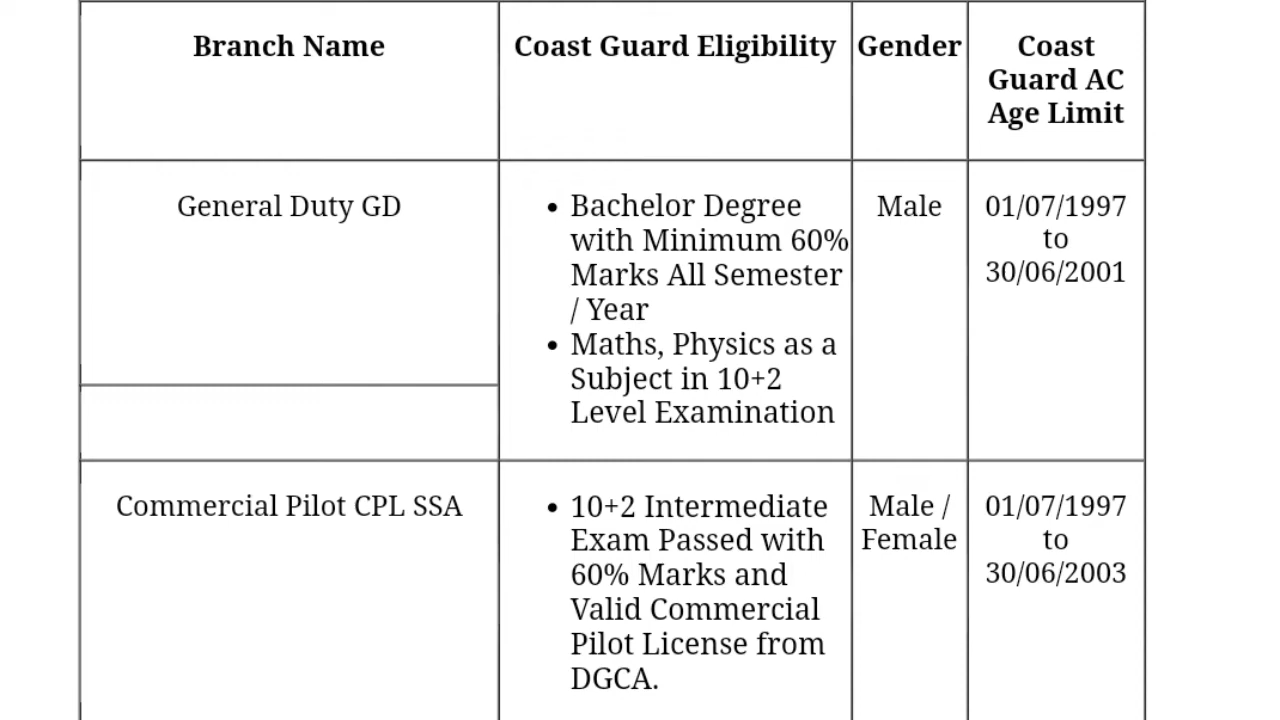 Branch Name
Coast Guard Eligibility
Gender
Coast
Guard AC
Age Limit
General Duty GD
• Bachelor Degree
with Minimum 60%
Marks All Semester
/ Year
• Maths, Physics as a
Subject in 10+2
Level Examination
Male
01/07/1997
to
30/06/2001
Commercial Pilot CPL SSA
• 10+2 Intermediate
Exam Passed with
60% Marks and
Valid Commercial
Pilot License from
DGCA.
Male /
Female
01/07/1997
to
30/06/2003